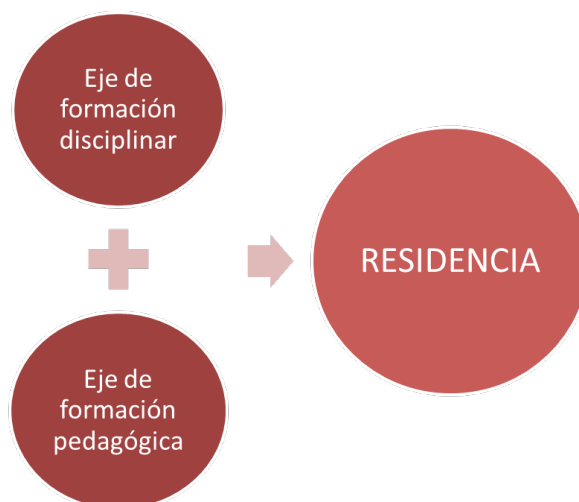 Eje de
formación
disciplinar
RESIDENCIA
Eje de
formación
pedagógica